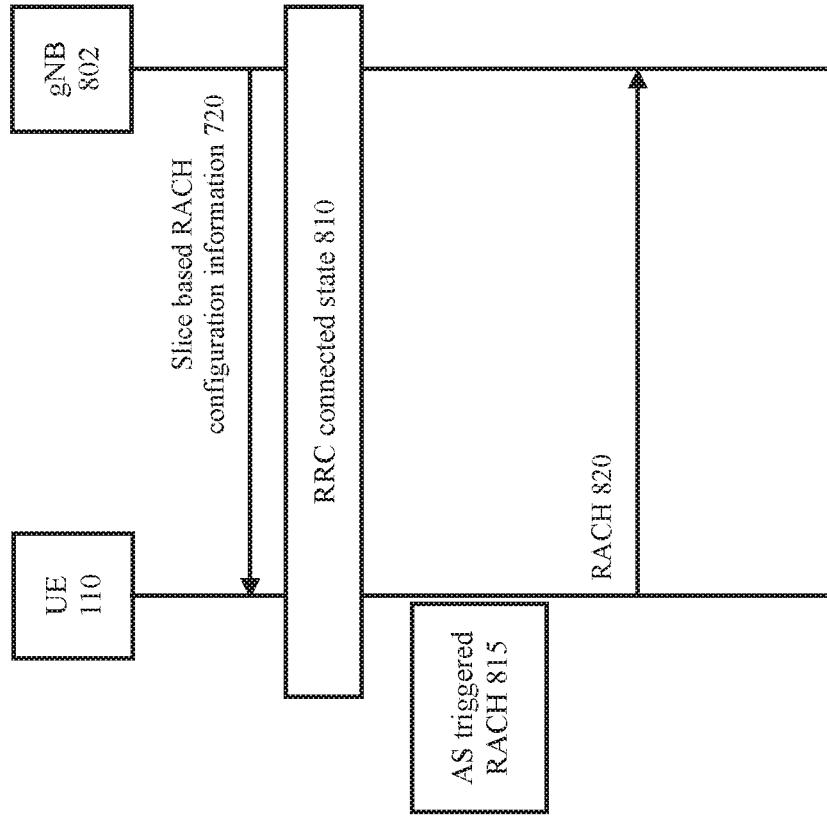 UE
110
gNB
802
Slice based RACH
configuration information 720
RRC connected state 810
AS triggered
RACH 815
RACH 820